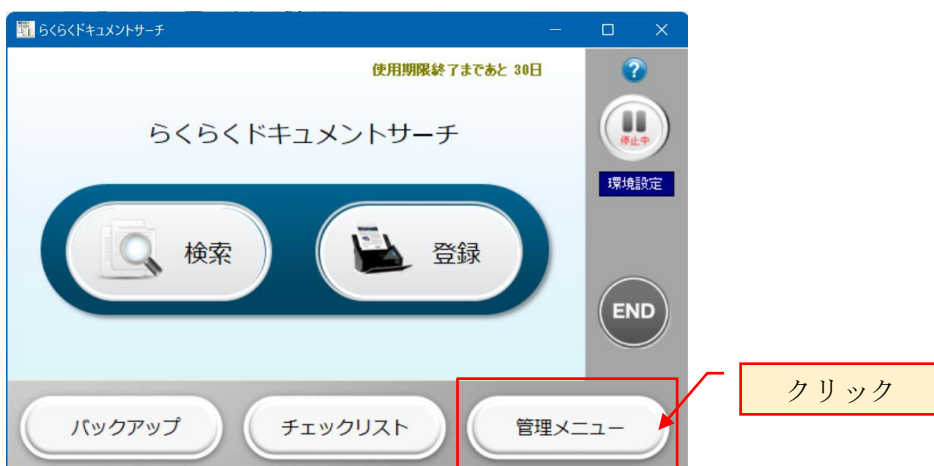 らくらくドキュメントサーチ
使用期限終了まであと 30日
?
らくらくドキュメントサーチ
停止中
環境設定
検索
登録
END
クリック
バックアップ
チェックリスト
管理メニュー